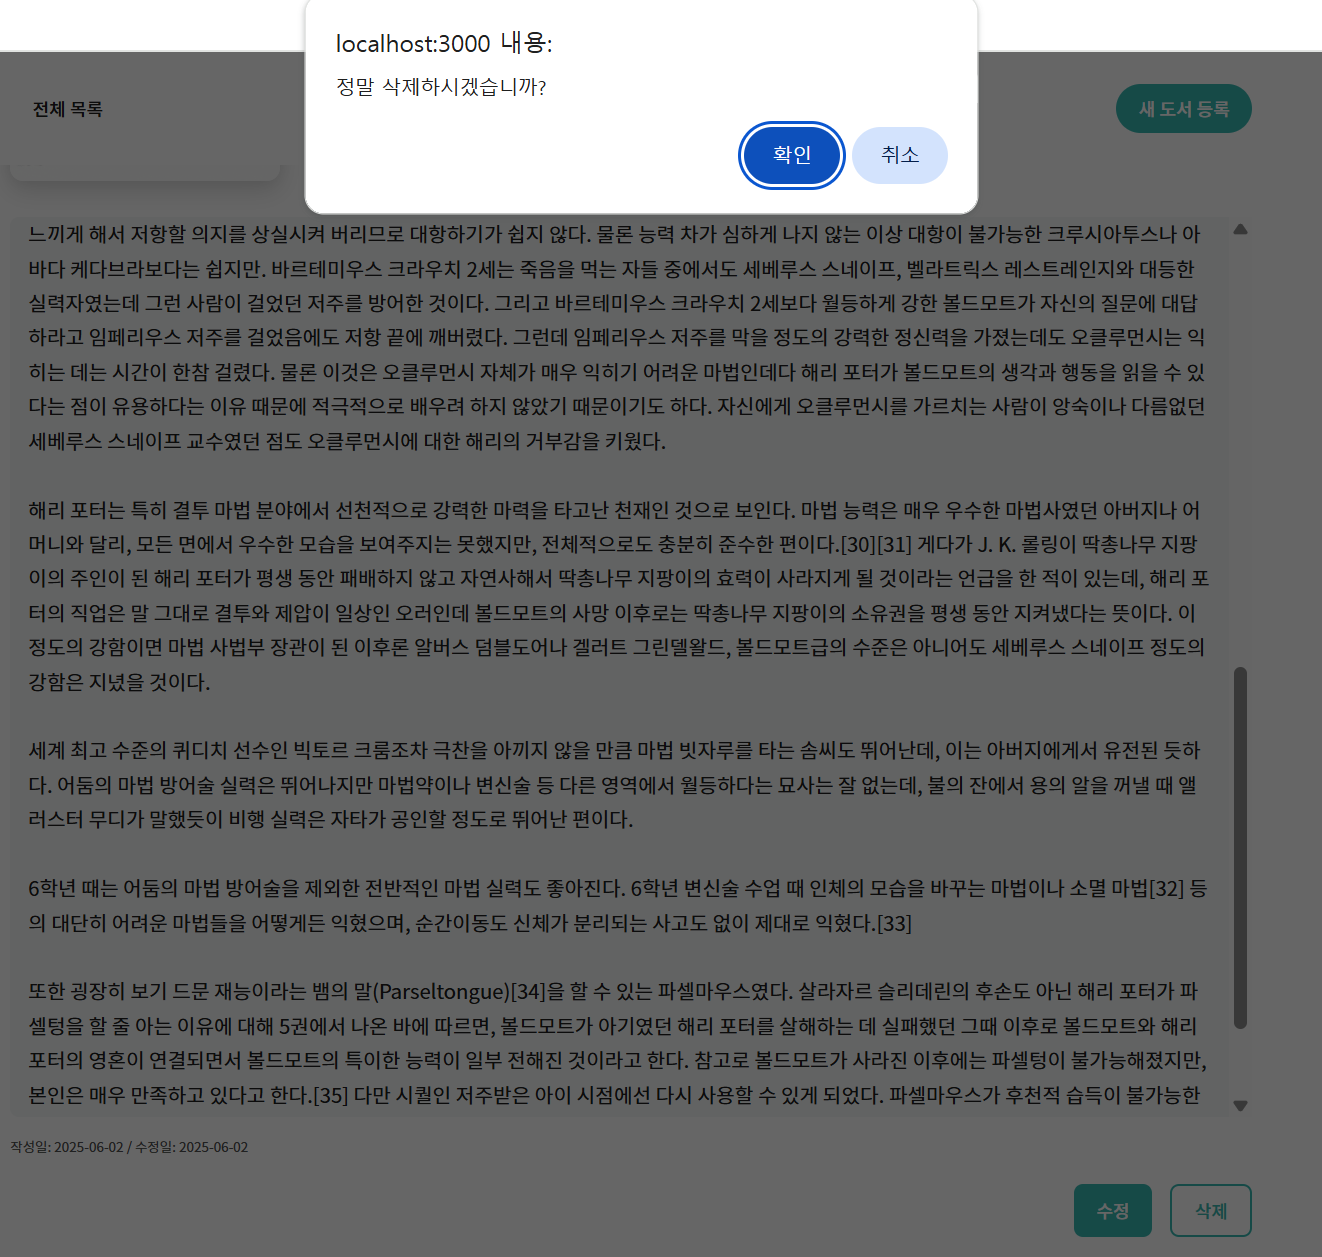 localhost:3000 내용:
정말 삭제하시겠습니까?
확인
취소
전체 목록
새 도서 등록
느끼게 해서 저항할 의지를 상실시켜 버리므로 대항하기가 쉽지 않다. 물론 능력 차가 심하게 나지 않는 이상 대항이 불가능한 크루시아투스나 아
바다 케다브라보다는 쉽지만. 바르테미우스 크라우치 2세는 죽음을 먹는 자들 중에서도 세베루스 스네이프, 벨라트릭스 레스트레인지와 대등한
실력자였는데 그런 사람이 걸었던 저주를 방어한 것이다. 그리고 바르테미우스 크라우치 2세보다 월등하게 강한 볼드모트가 자신의 질문에 대답
하라고 임페리우스 저주를 걸었음에도 저항 끝에 깨버렸다. 그런데 임페리우스 저주를 막을 정도의 강력한 정신력을 가졌는데도 오클루먼시는 익
히는 데는 시간이 한참 걸렸다. 물론 이것은 오클루먼시 자체가 매우 익히기 어려운 마법인데다 해리 포터가 볼드모트의 생각과 행동을 읽을 수 있
다는 점이 유용하다는 이유 때문에 적극적으로 배우려 하지 않았기 때문이기도 하다. 자신에게 오클루먼시를 가르치는 사람이 앙숙이나 다름없던
세베루스 스네이프 교수였던 점도 오클루먼시에 대한 해리의 거부감을 키웠다.
해리 포터는 특히 결투 마법 분야에서 선천적으로 강력한 마력을 타고난 천재인 것으로 보인다. 마법 능력은 매우 우수한 마법사였던 아버지나 어
머니와 달리, 모든 면에서 우수한 모습을 보여주지는 못했지만, 전체적으로도 충분히 준수한 편이다.[30][31] 게다가 J. K. 롤링이 딱총나무 지팡
이의 주인이 된 해리 포터가 평생 동안 패배하지 않고 자연사해서 딱총나무 지팡이의 효력이 사라지게 될 것이라는 언급을 한 적이 있는데, 해리 포
터의 직업은 말 그대로 결투와 제압이 일상인 오러인데 볼드모트의 사망 이후로는 딱총나무 지팡이의 소유권을 평생 동안 지켜냈다는 뜻이다. 이
정도의 강함이면 마법 사법부 장관이 된 이후론 알버스 덤블도어나 겔러트 그린델왈드, 볼드모트급의 수준은 아니어도 세베루스 스네이프 정도의
강함은 지녔을 것이다.
세계 최고 수준의 퀴디치 선수인 빅토르 크룸조차 극찬을 아끼지 않을 만큼 마법 빗자루를 타는 솜씨도 뛰어난데, 이는 아버지에게서 유전된 듯하
다. 어둠의 마법 방어술 실력은 뛰어나지만 마법약이나 변신술 등 다른 영역에서 월등하다는 묘사는 잘 없는데, 불의 잔에서 용의 알을 꺼낼 때 앨
러스터 무디가 말했듯이 비행 실력은 자타가 공인할 정도로 뛰어난 편이다.
6학년 때는 어둠의 마법 방어술을 제외한 전반적인 마법 실력도 좋아진다. 6학년 변신술 수업 때 인체의 모습을 바꾸는 마법이나 소멸 마법[32] 등
의 대단히 어려운 마법들을 어떻게든 익혔으며, 순간이동도 신체가 분리되는 사고도 없이 제대로 익혔다.[33]
또한 굉장히 보기 드문 재능이라는 뱀의 말(Parseltongue)[34]을 할 수 있는 파셀마우스였다. 살라자르 슬리데린의 후손도 아닌 해리 포터가 파
셀텅을 할 줄 아는 이유에 대해 5권에서 나온 바에 따르면, 볼드모트가 아기였던 해리 포터를 살해하는 데 실패했던 그때 이후로 볼드모트와 해리
포터의 영혼이 연결되면서 볼드모트의 특이한 능력이 일부 전해진 것이라고 한다. 참고로 볼드모트가 사라진 이후에는 파셀텅이 불가능해졌지만,
본인은 매우 만족하고 있다고 한다.[35] 다만 시퀄인 저주받은 아이 시점에선 다시 사용할 수 있게 되었다. 파셀마우스가 후천적 습득이 불가능한
작성일: 2025-06-02 / 수정일: 2025-06-02
수정
삭제